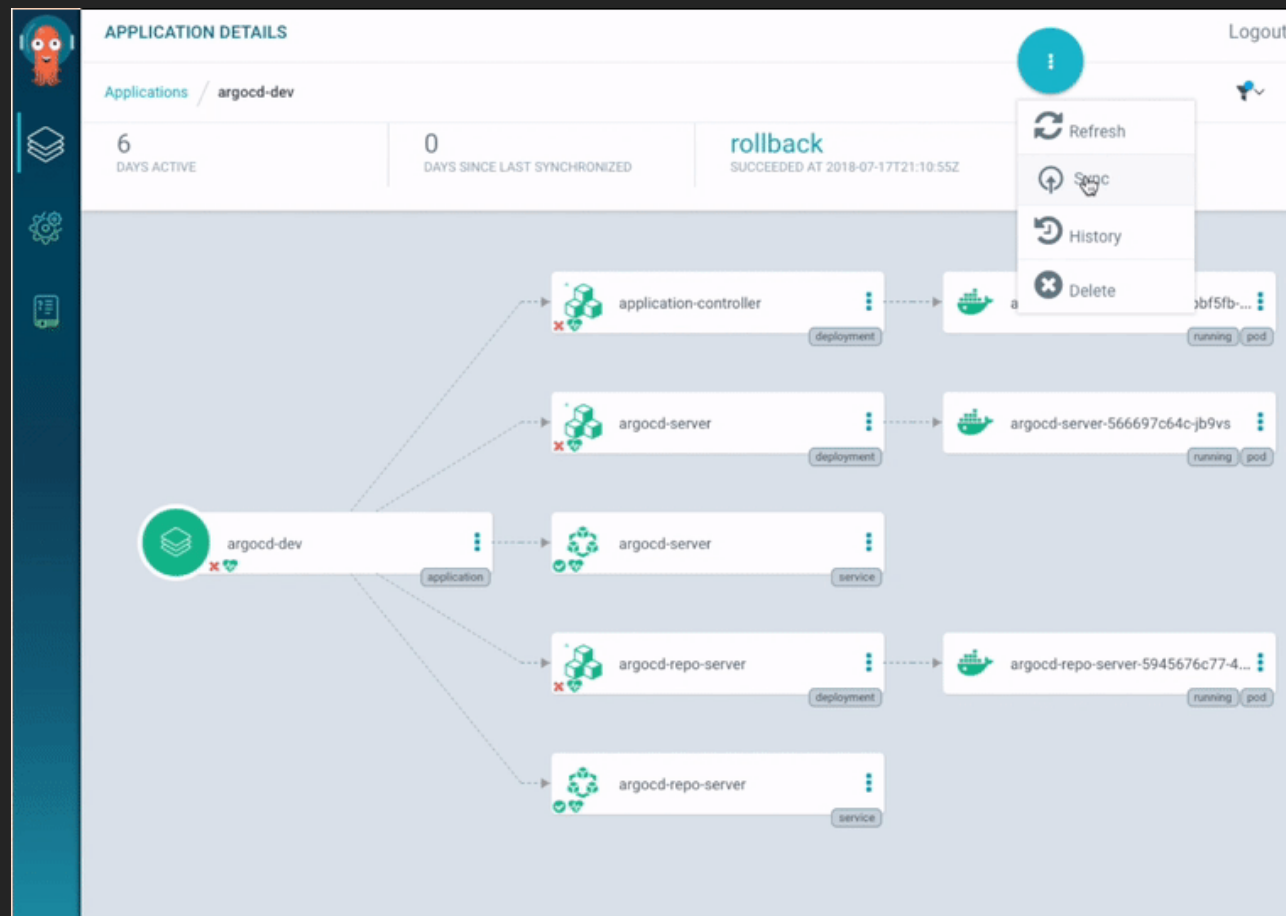 APPLICATION DETAILS
Logout
Applications / argocd-dev
6
DAYS ACTIVE
0
DAYS SINCE LAST SYNCHRONIZED
rollback
SUCCEEDED AT 2018-07-17T21:10:55Z
Refresh
Sync
History
Delete
application-controller
deployment
bf5fb-...
running pod
argocd-server
deployment
argocd-server-566697c64c-jb9vs
running pod
argocd-dev
application
argocd-server
service
argocd-repo-server
deployment
argocd-repo-server-5945676c77-4...
running pod
argocd-repo-server
service